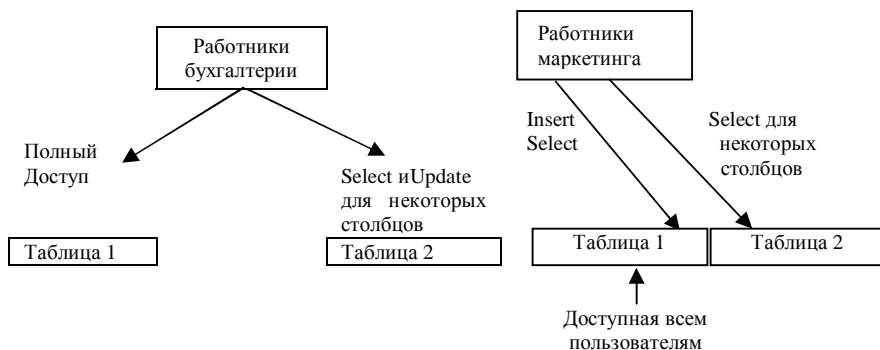 Работники
бухгалтерии
Работники
маркетинга
Полный
Доступ
Select иUpdate
для некоторых
столбцов
Insert
Select
Select для
некоторых
столбцов
Таблица 1
Таблица 2
Таблица 1
Таблица 2
Доступная всем
пользователям